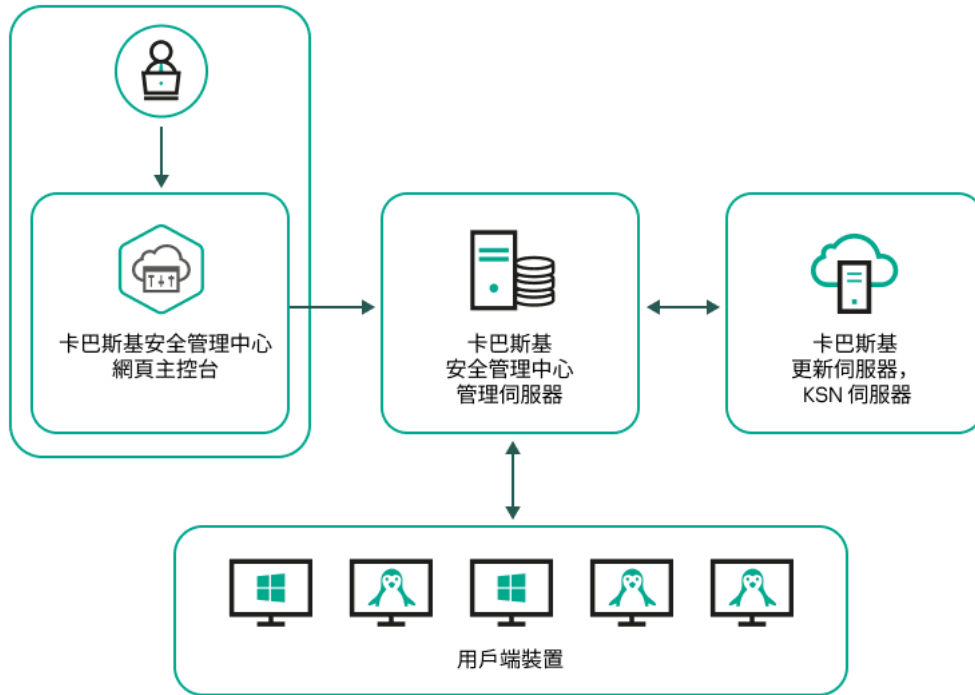 卡巴斯基安全管理中心
網頁主控台
卡巴斯基
安全管理中心
管理伺服器
卡巴斯基
更新伺服器，
KSN 伺服器
用戶端裝置